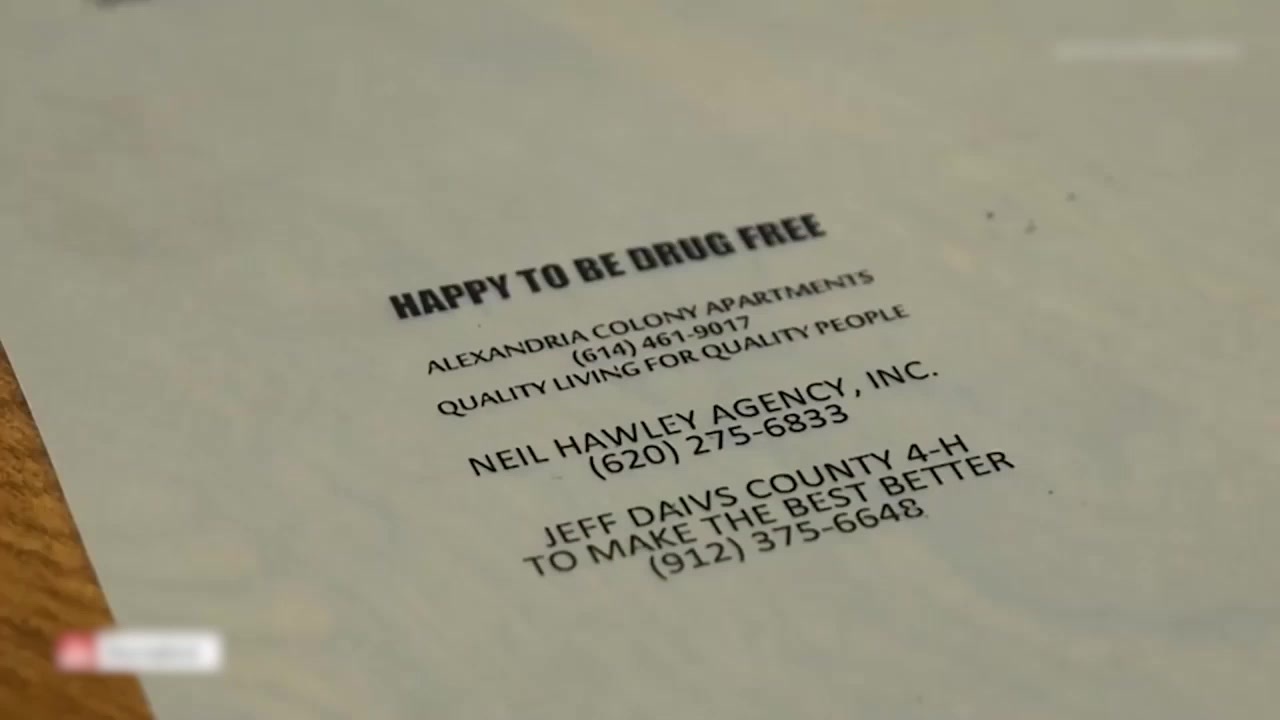 HAPPY TO BE DRUG FREE
ALEXANDRIA COLONY APARTMENTS
(614) 461-9017
QUALITY LIVING FOR QUALITY PEOPLE
NEIL HAWLEY AGENCY, INC.
(620) 275-6833
JEFF DAIVS COUNTY 4-H
TO MAKE THE BEST BETTER
(912) 375-6648